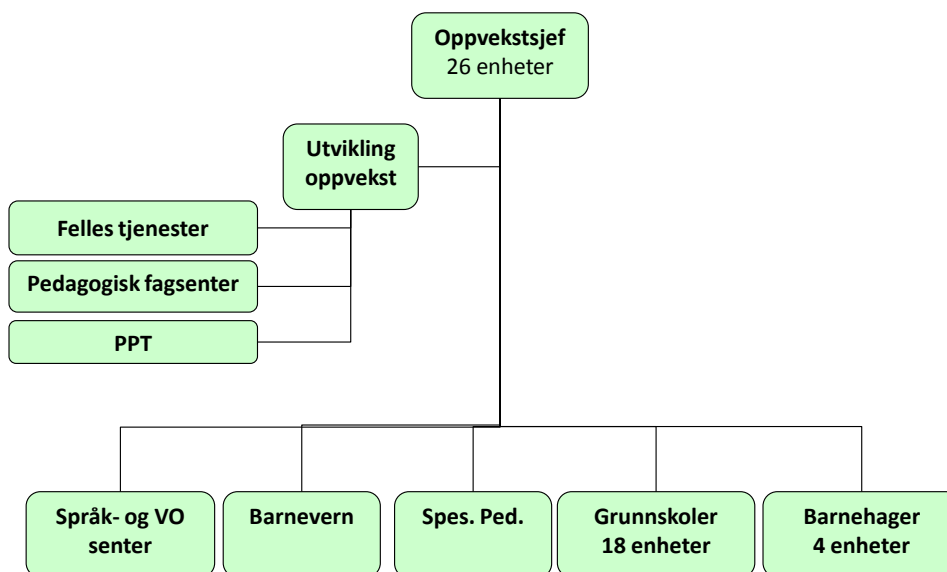 Oppvekstsjef
26 enheter
Utvikling
oppvekst
Felles tjenester
Pedagogisk fagsenter
PPT
Språk- og VO
senter
Barnevern
Spes. Ped.
Grunnskoler
18 enheter
Barnehager
4 enheter